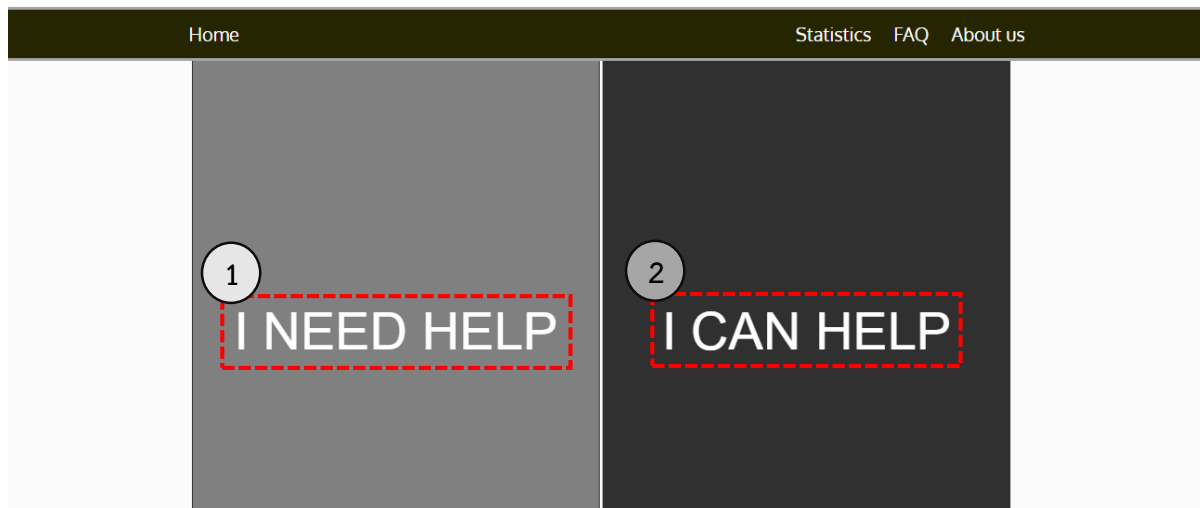 Home Statistics FAQ About us
1
I NEED HELP
2
I CAN HELP